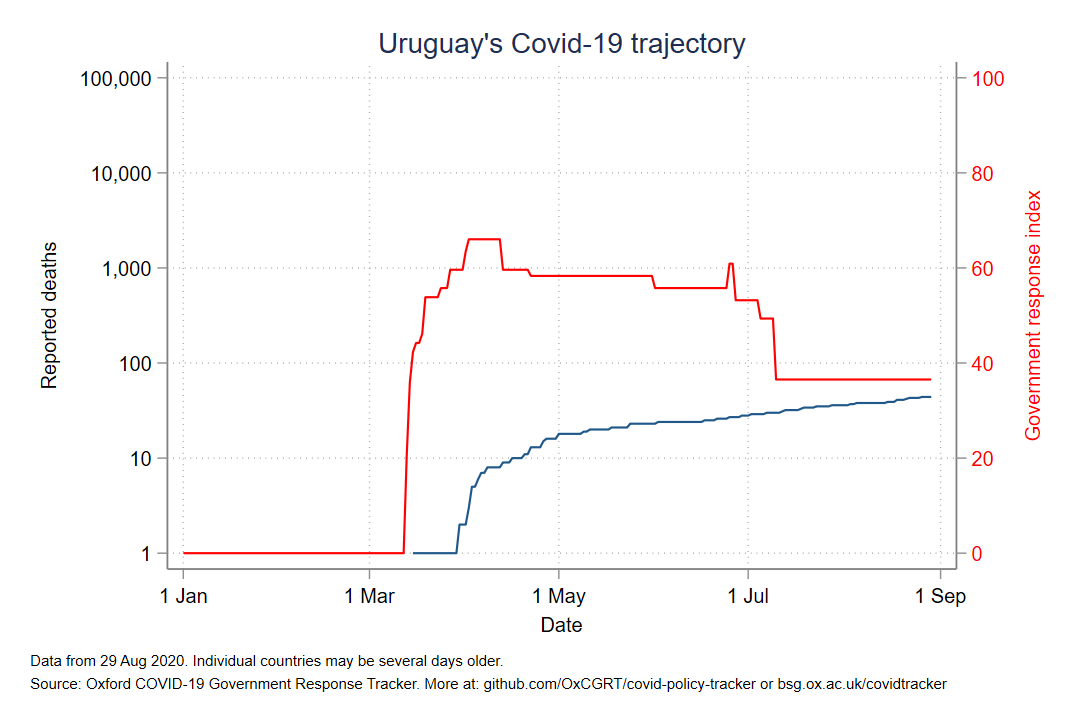 Uruguay's Covid-19 trajectory
100,000
10,000
1,000
100
10
1
Reported deaths
100
80
60
40
20
0
Government response index
1 Jan
1 Mar
1 May
1 Jul
1 Sep
Date
Data from 29 Aug 2020. Individual countries may be several days older.
Source: Oxford COVID-19 Government Response Tracker. More at: github.com/OxCGRT/covid-policy-tracker or bsg.ox.ac.uk/covidtracker